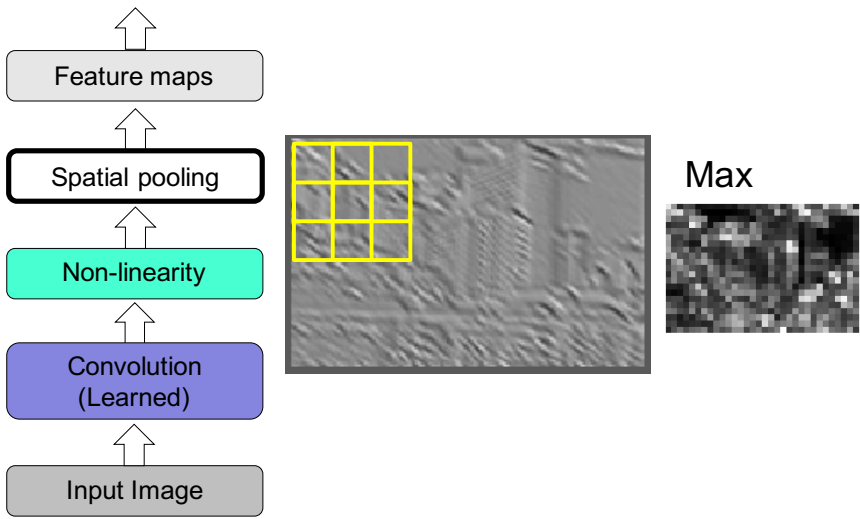 Feature maps
Spatial pooling
Non-linearity
Convolution
(Learned)
Input Image
Max